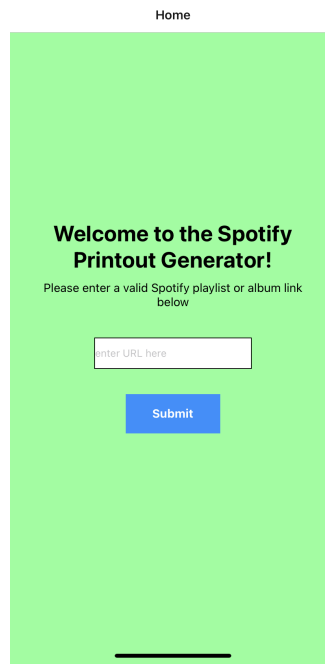 Home
Welcome to the Spotify
Printout Generator!
Please enter a valid Spotify playlist or album link
below
enter URL here
Submit